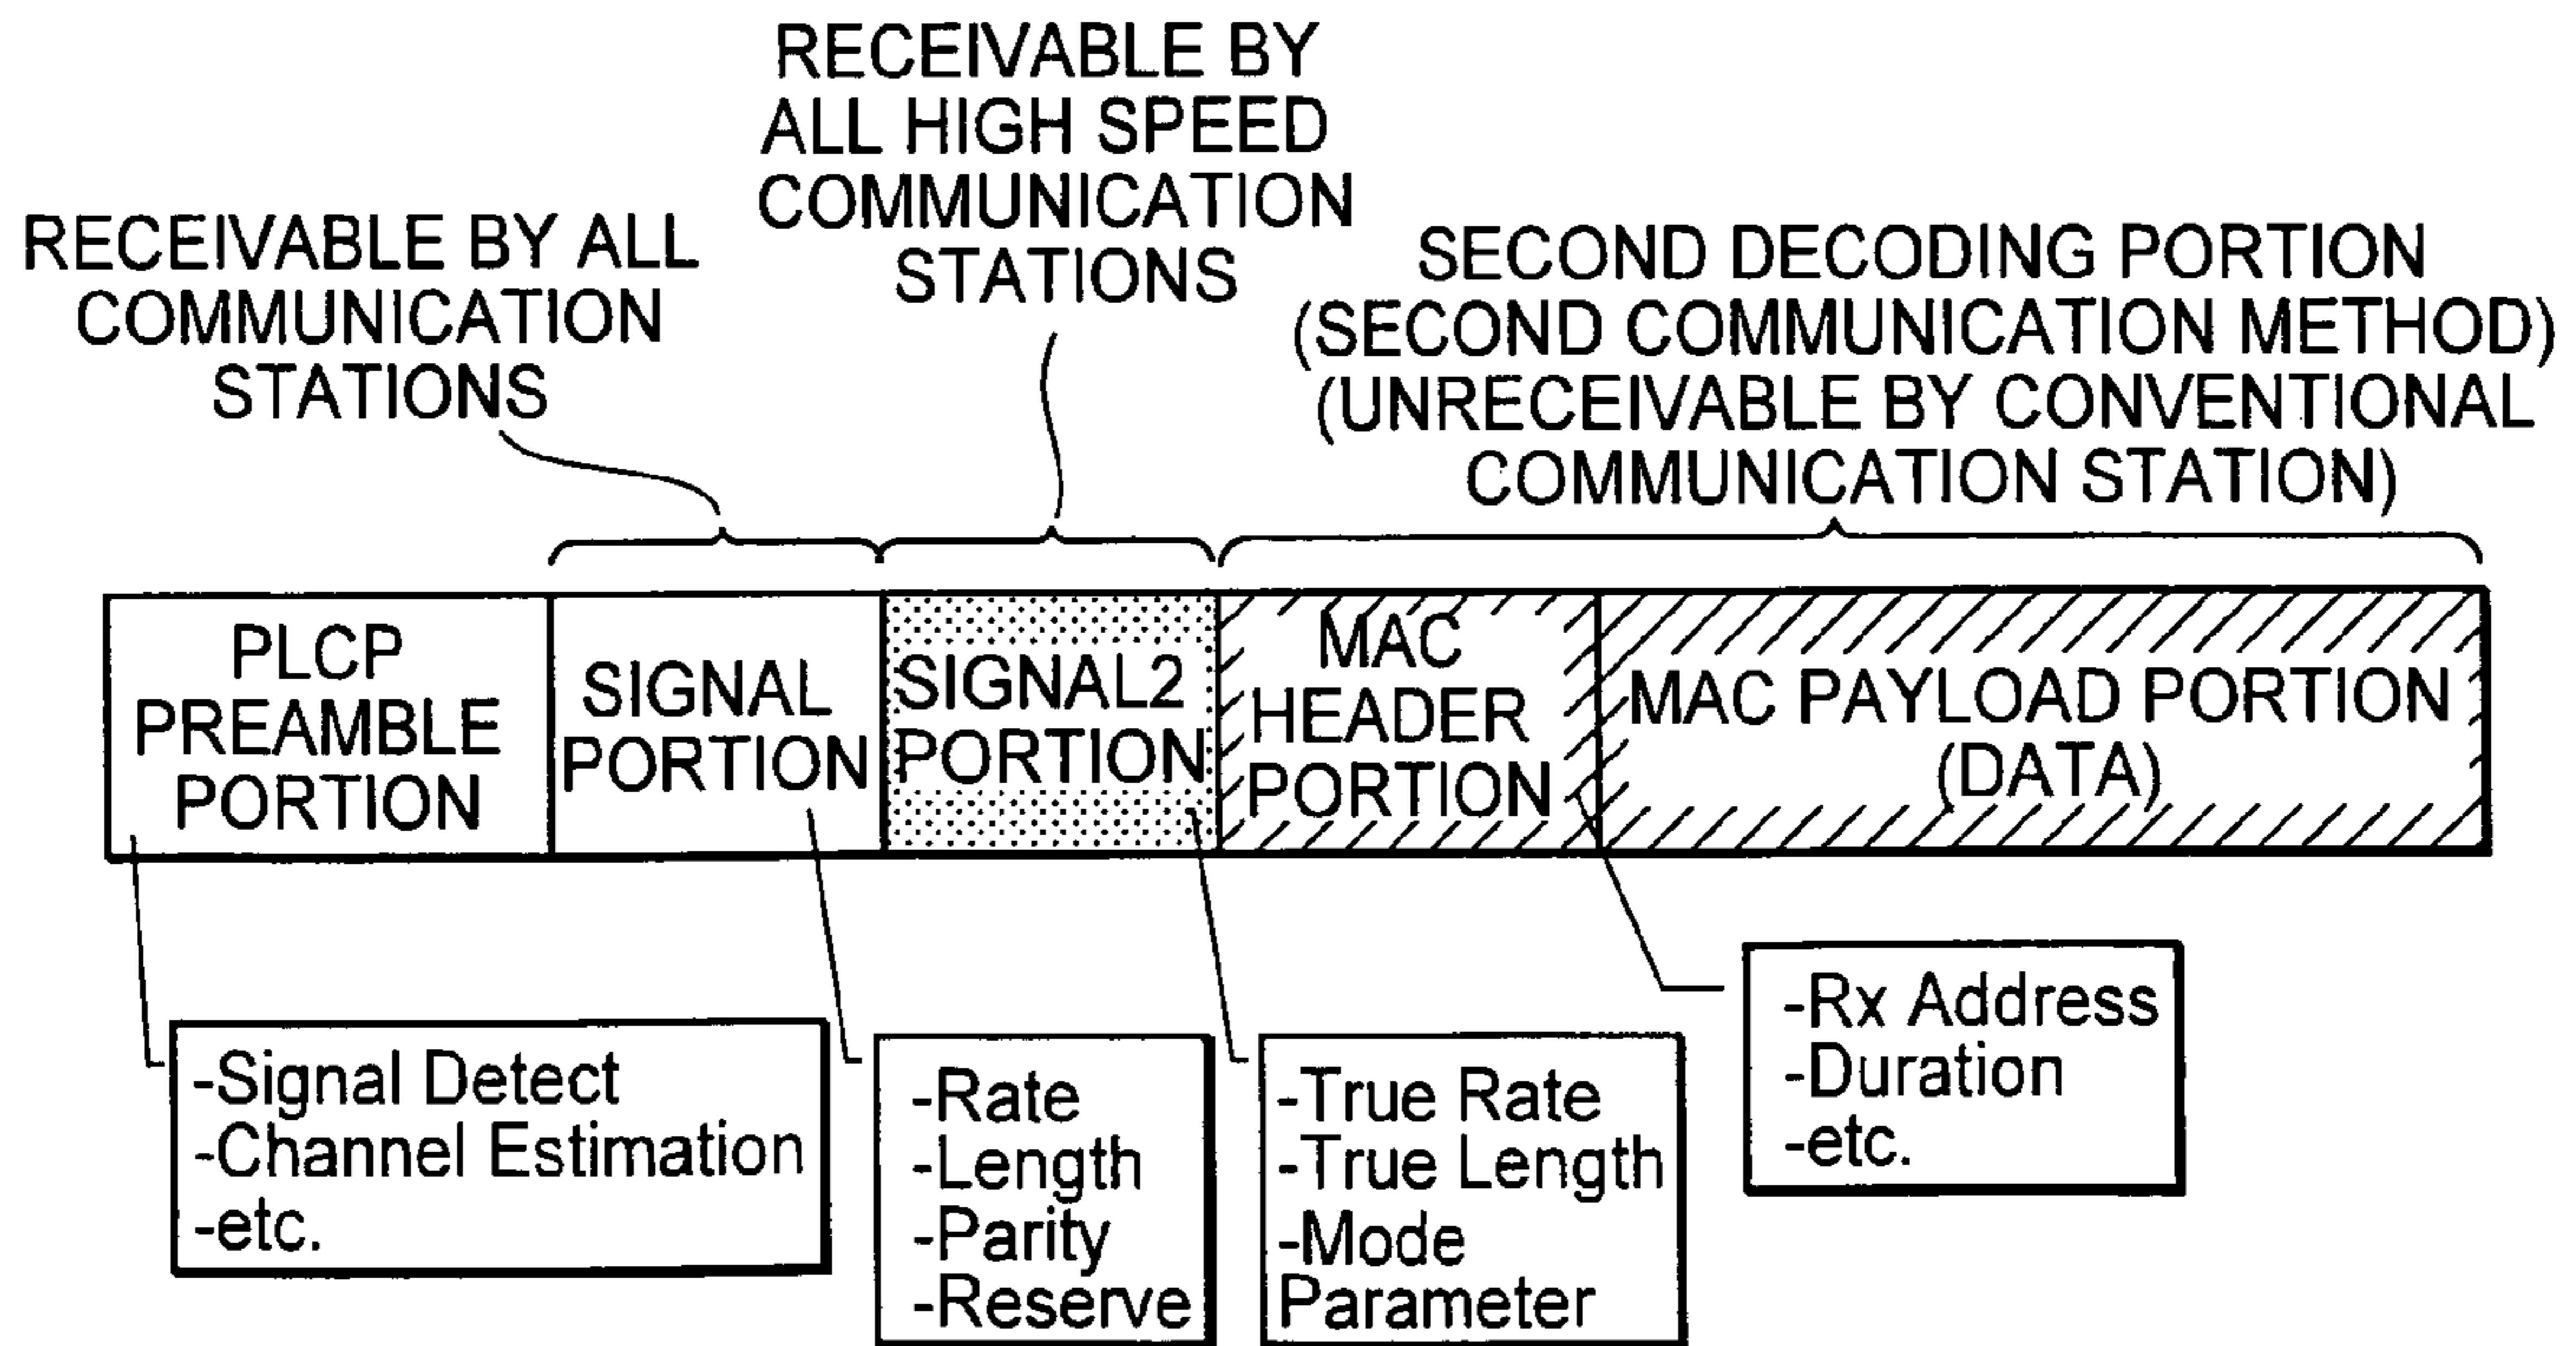 RECEIVABLE BY ALL
COMMUNICATION
STATIONS
RECEIVABLE BY
ALL HIGH SPEED
COMMUNICATION
STATIONS
SECOND DECODING PORTION
(SECOND COMMUNICATION METHOD)
(UNRECEIVABLE BY CONVENTIONAL
COMMUNICATION STATION)
PLCP
PREAMBLE
PORTION
SIGNAL
PORTION
SIGNAL2
PORTION
MAC
HEADER
PORTION
MAC PAYLOAD PORTION
(DATA)
-Signal Detect
-Channel Estimation
-etc.
-Rate
-Length
-Parity
-Reserve
-True Rate
-True Length
-Mode
Parameter
-Rx Address
-Duration
-etc.